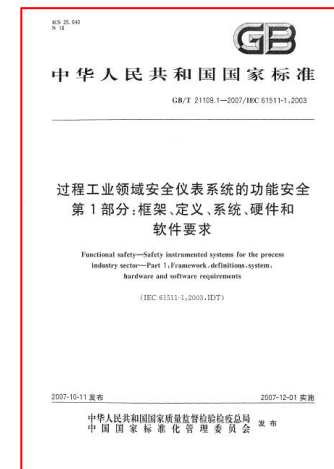 ICS 25.040
N 10
GB
中华人民共和国国家标准
GB/T 21109.1—2007/IEC 61511-1:2003
过程工业领域安全仪表系统的功能安全
第1部分:框架、定义、系统、硬件和
软件要求
Functional safety—Safety instrumented systems for the process
industry sector—Part 1:Framework,definitions,system,
hardware and software requirements
(IEC 61511-1:2003,IDT)
2007-10-11 发布
2007-12-01 实施
中华人民共和国国家质量监督检验检疫总局
中国国家标准化管理委员会
发布